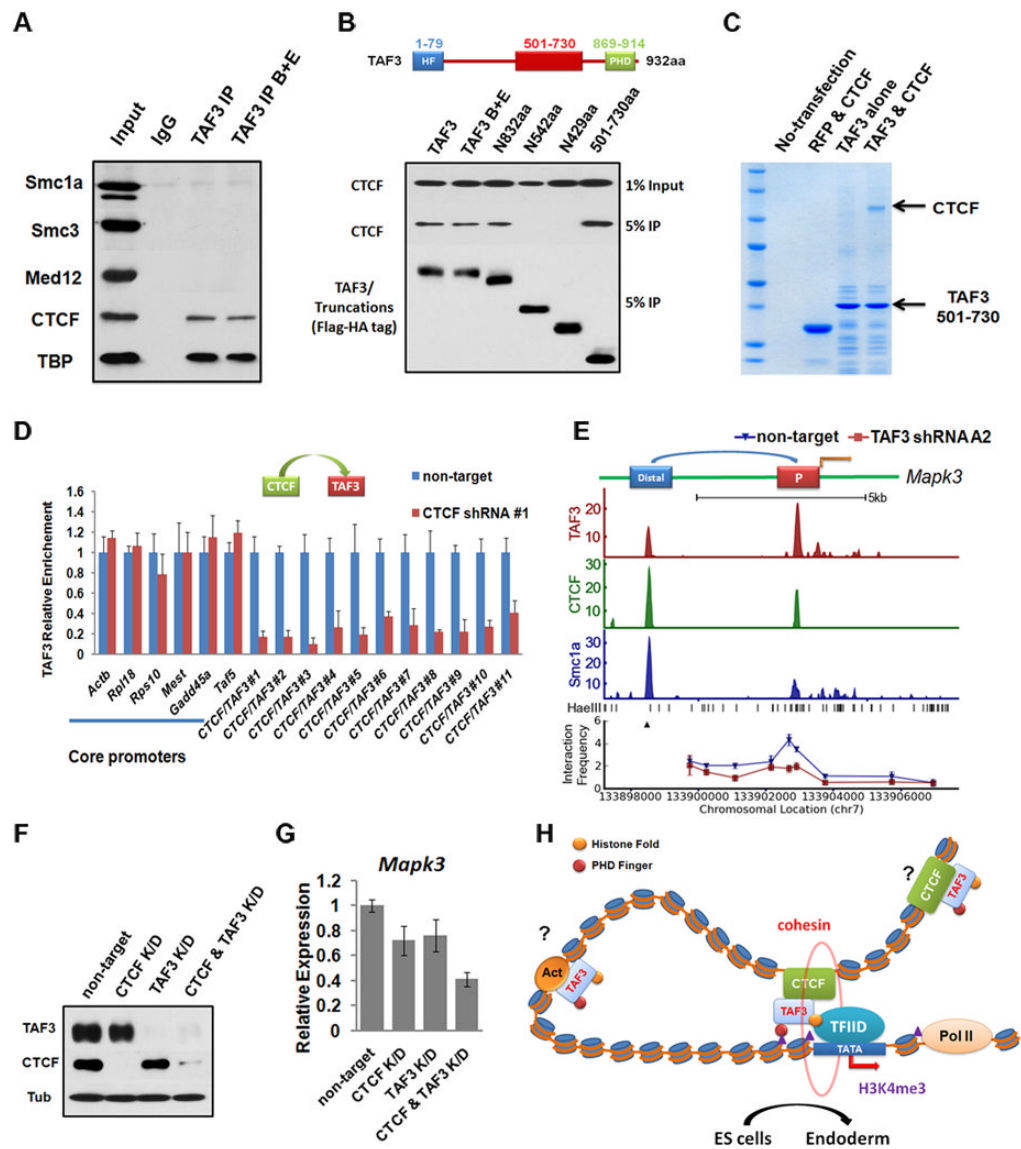 A
Input
IgG
TAF3 IP
TAF3 IP B+E
Smc1a
Smc3
Med12
CTCF
TBP
B
1-79
501-730
869-914
TAF3
HF
PHD
932aa
TAF3
TAF3 B+E
N832aa
N542aa
N429aa
501-730aa
CTCF
1% Input
CTCF
5% IP
TAF3/
Truncations
(Flag-HA tag)
5% IP
C
No-transfection
RFP & CTCF
TAF3 alone
TAF3 & CTCF
CTCF
TAF3
501-730
D
CTCF
TAF3
non-target
CTCF shRNA #1
TAF3 Relative Enrichement
1.6
1.4
1.2
1
0.8
0.6
0.4
0.2
0
Actb
Rpl18
Rps10
Mest
Gadd45a
Taf5
CTCF/TAF3#1
CTCF/TAF3#2
CTCF/TAF3#3
CTCF/TAF3#4
CTCF/TAF3#5
CTCF/TAF3#6
CTCF/TAF3#7
CTCF/TAF3#8
CTCF/TAF3#9
CTCF/TAF3#10
CTCF/TAF3#11
Core promoters
E
non-target
TAF3 shRNA A2
Distal
P
Mapk3
5kb
TAF3
20
10
CTCF
30
20
10
Smc1a
30
20
10
HaeIII
Interaction
Frequency
6
4
2
0
133898000 133900000 133902000 133904000 133906000
Chromosomal Location (chr7)
F
non-target
CTCF K/D
TAF3 K/D
CTCF & TAF3 K/D
TAF3
CTCF
Tub
G
Mapk3
Relative Expression
1.2
1
0.8
0.6
0.4
0.2
0
non-target
CTCF K/D
TAF3 K/D
CTCF & TAF3 K/D
H
Histone Fold
PHD Finger
?
CTCF
TAF3
?
Act
TAF3
cohesin
CTCF
TAF3
TFIID
TATA
Pol II
H3K4me3
ES cells
Endoderm